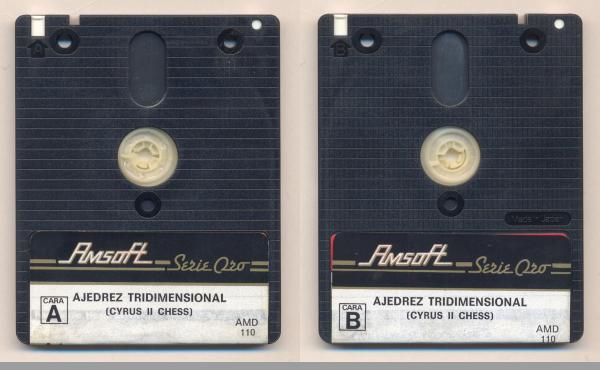 A
Amsoft
Serie Oro
CARA
A
AJEDREZ TRIDIMENSIONAL
(CYRUS II CHESS)
AMD
110
B
Made in Japan
Amsoft
Serie Oro
CARA
B
AJEDREZ TRIDIMENSIONAL
(CYRUS II CHESS)
AMD
110